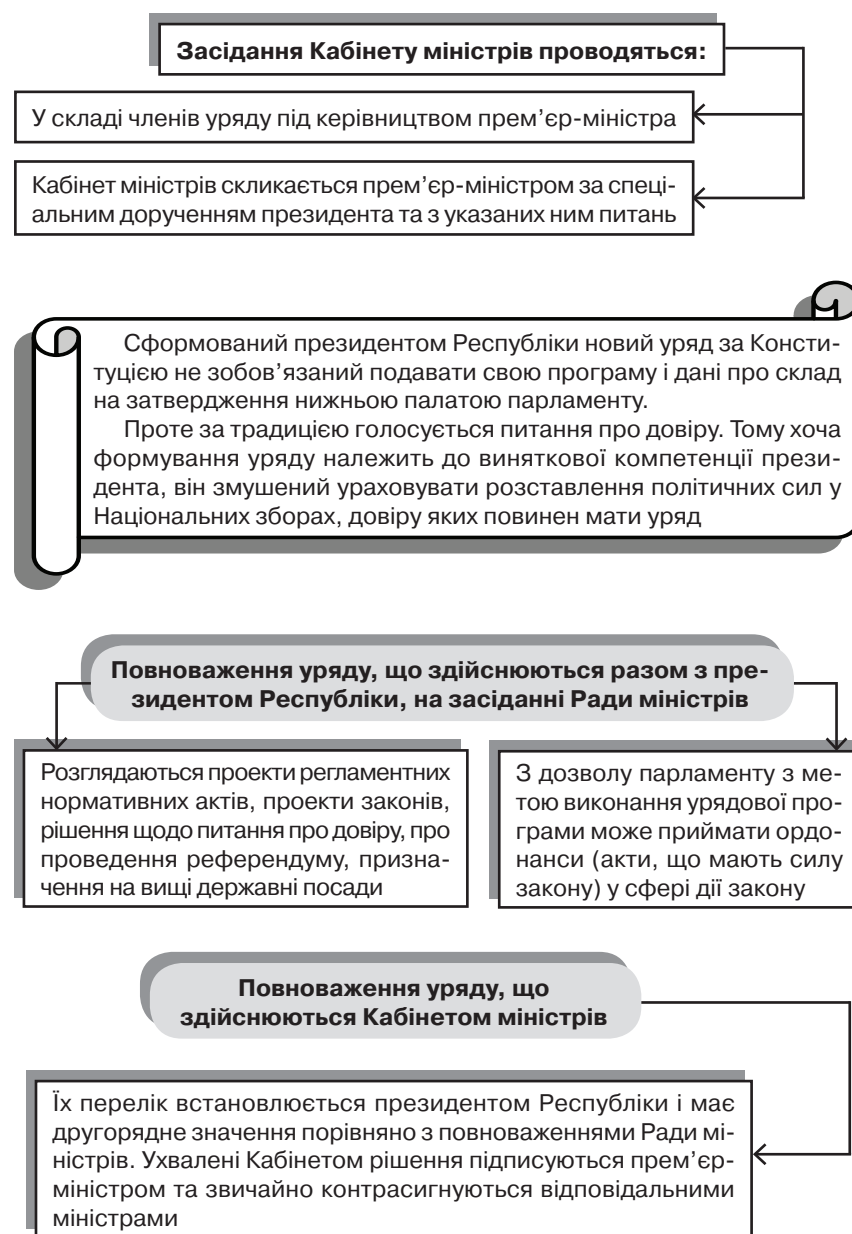 Засідання Кабінету міністрів проводяться:
У складі членів уряду під керівництвом прем’єр-міністра
Кабінет міністрів скликається прем’єр-міністром за спеці-
альним дорученням президента та з указаних ним питань
Сформований президентом Республіки новий уряд за Консти-
туцією не зобов’язаний подавати свою програму і дані про склад
на затвердження нижньою палатою парламенту.
Проте за традицією голосується питання про довіру. Тому хоча
формування уряду належить до виняткової компетенції прези-
дента, він змушений ураховувати розставлення політичних сил у
Національних зборах, довіру яких повинен мати уряд
Повноваження уряду, що здійснюються разом з пре-
зидентом Республіки, на засіданні Ради міністрів
Розглядаються проекти регламентних
нормативних актів, проекти законів,
рішення щодо питання про довіру, про
проведення референдуму, призна-
чення на вищі державні посади
З дозволу парламенту з ме-
тою виконання урядової про-
грами може приймати ордо-
нанси (акти, що мають силу
закону) у сфері дії закону
Повноваження уряду, що
здійснюються Кабінетом міністрів
Їх перелік встановлюється президентом Республіки і має
другорядне значення порівняно з повноваженнями Ради мі-
ністрів. Ухвалені Кабінетом рішення підписуються прем’єр-
міністром та звичайно контрасигнуються відповідальними
міністрами